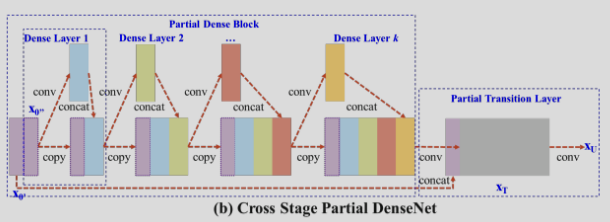 Partial Dense Block
Dense Layer 1
Dense Layer 2
...
Dense Layer k
Partial Transition Layer
x0''
conv
concat
conv
concat
conv
concat
conv
concat
copy
copy
copy
copy
conv
concat
conv
xU
x0'
xT
(b) Cross Stage Partial DenseNet